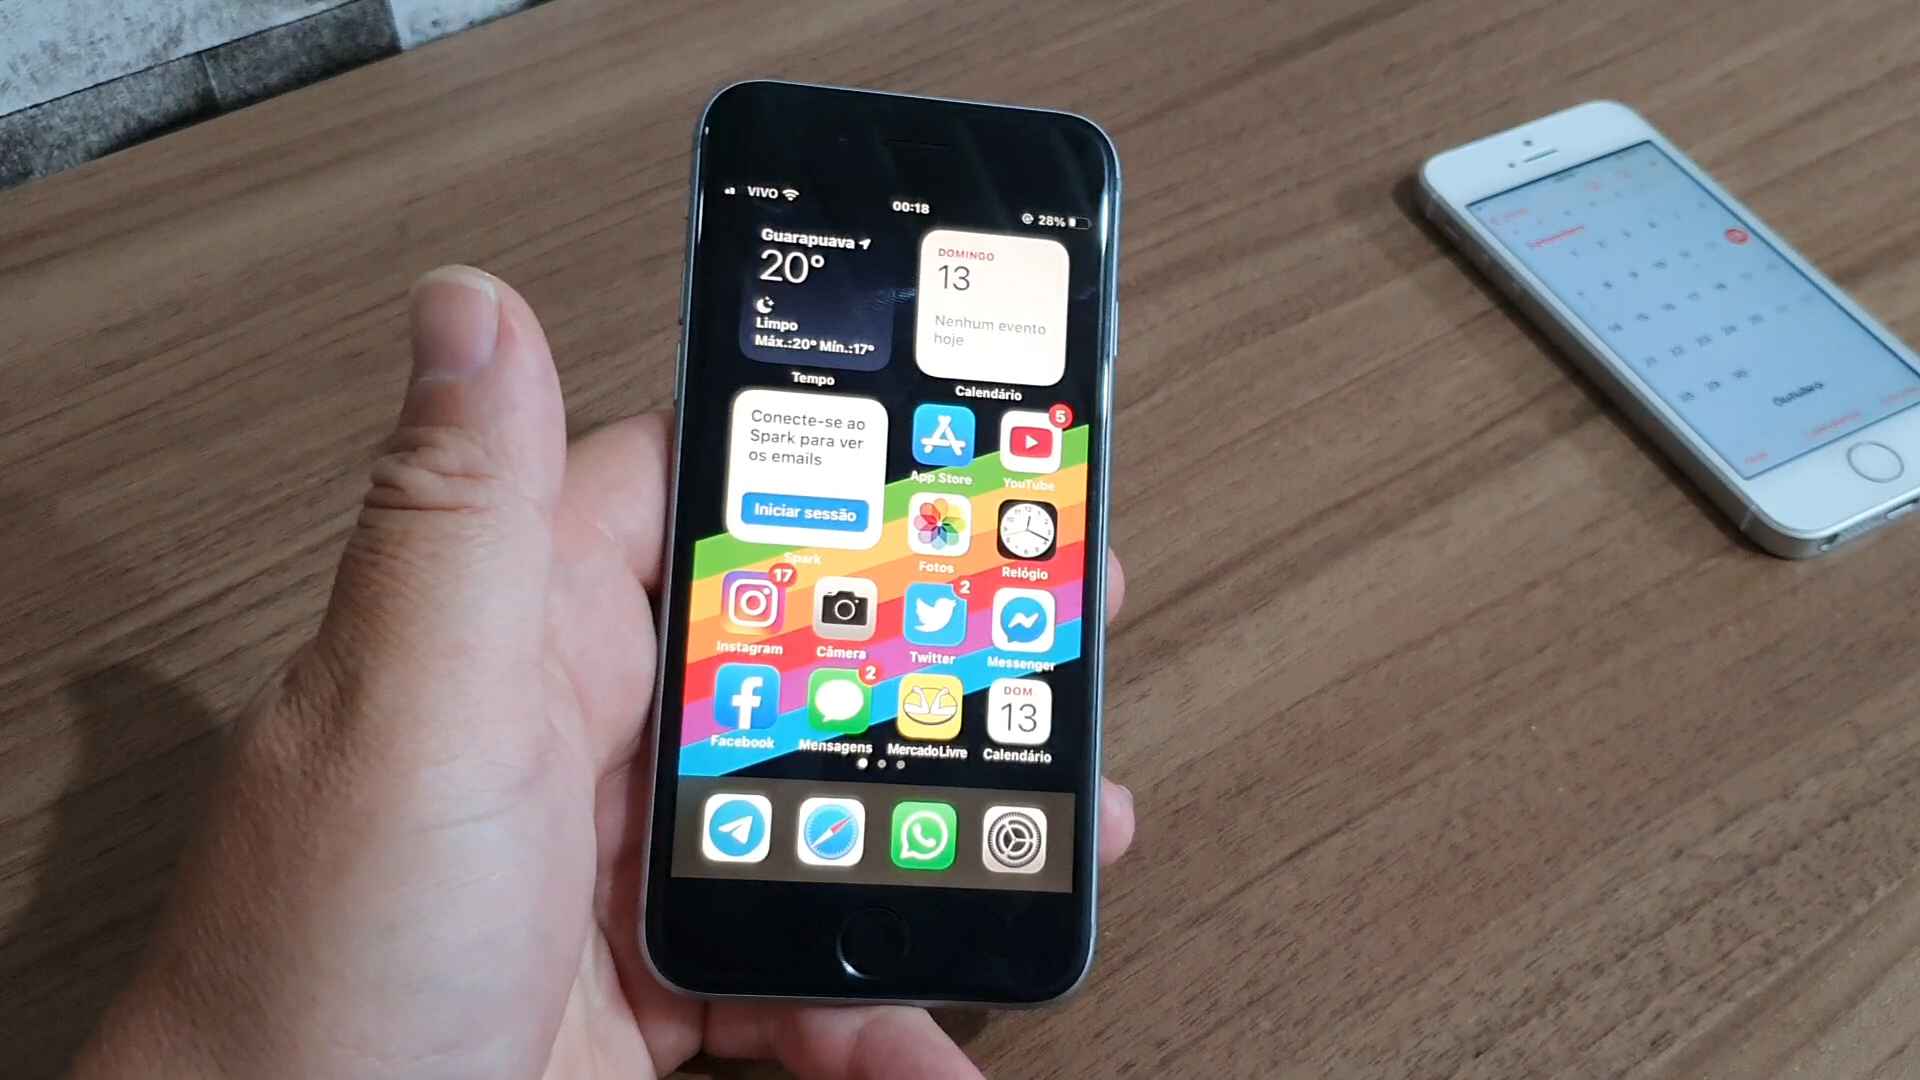 VIVO
00:18
28%
Guarapuava
20°
Limpo
Máx.:20° Mín.:17°
Tempo
DOMINGO
13
Nenhum evento
hoje
Calendário
Conecte-se ao
Spark para ver
os emails
Iniciar sessão
Spark
App Store
5
YouTube
Fotos
12
Relógio
17
Instagram
Câmera
2
Twitter
Messenger
Facebook
2
Mensagens
MercadoLivre
DOM.
13
Calendário
Outubro